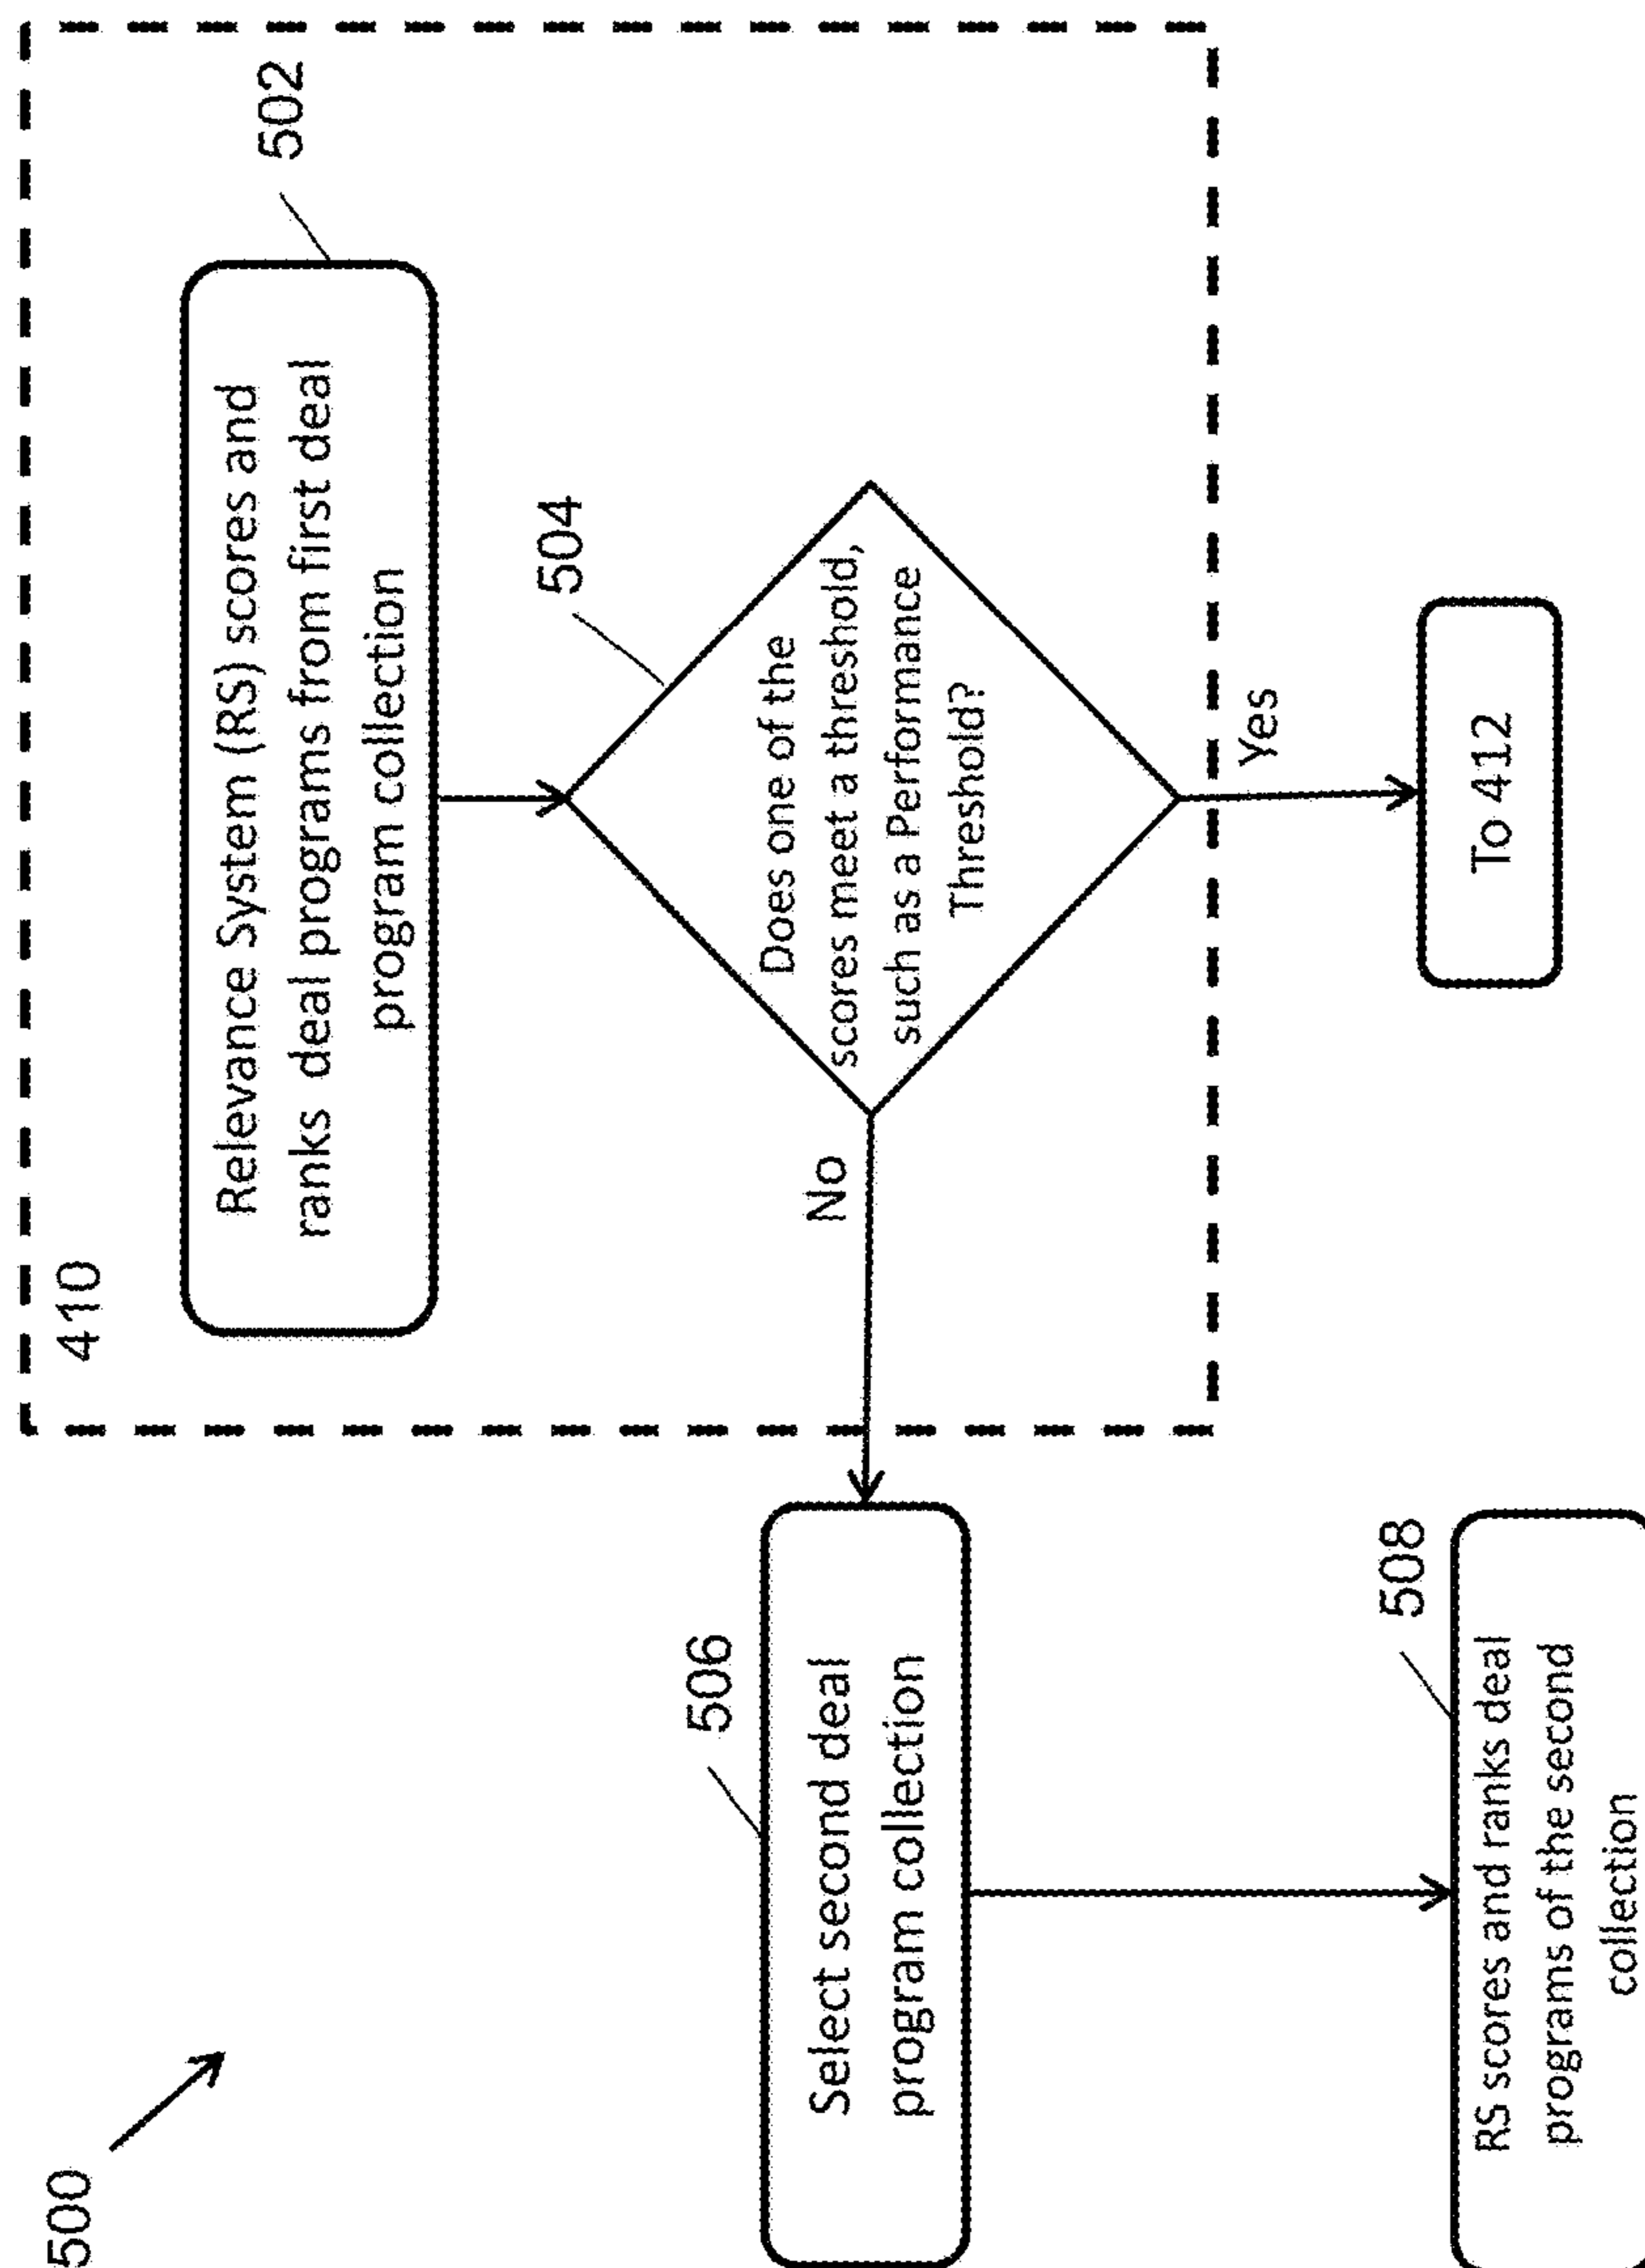 500
410
502
Relevance System (RS) scores and
ranks deal programs from first deal
program collection
504
Does one of the
scores meet a threshold,
such as a Performance
Threshold?
No
Yes
506
Select second deal
program collection
508
RS scores and ranks deal
programs of the second
collection
To 412